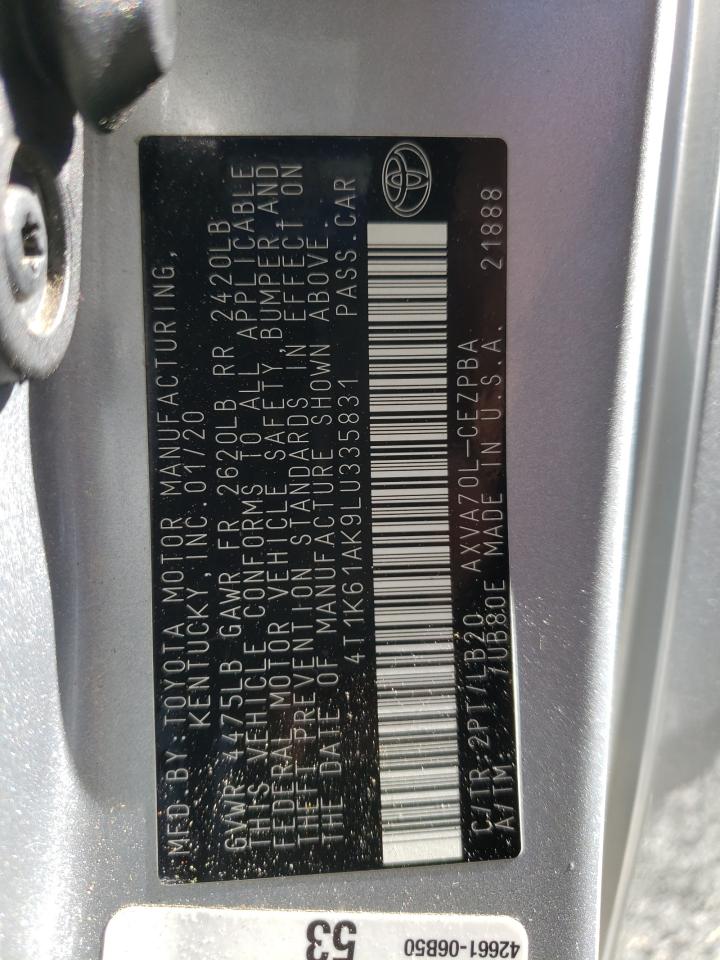 MFD BY:TOYOTA MOTOR MANUFACTURING,
KENTUCKY, INC. 01/20
GVWR 4475LB GAWR FR 2620LB RR 2420LB
THIS VEHICLE CONFORMS TO ALL APPLICABLE
FEDERAL MOTOR VEHICLE SAFETY, BUMPER, AND
THEFT PREVENTION STANDARDS IN EFFECT ON
THE DATE OF MANUFACTURE SHOWN ABOVE.
4T1K61AK9LU335831 PASS.CAR
C/TR:2PT/LB20 AXVA70L-CEZPBA
A/TM: /UB80E MADE IN U.S.A. 21888
53
42661-06B50